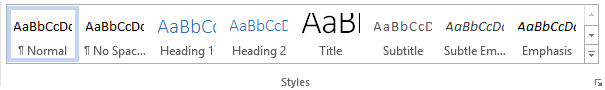 AaBbCcDc AaBbCcDc AaBbCc AaBbCcD AaB AaBbCcD AaBbCcDc AaBbCcDc
¶ Normal ¶ No Spac... Heading 1 Heading 2 Title Subtitle Subtle Em... Emphasis
Styles